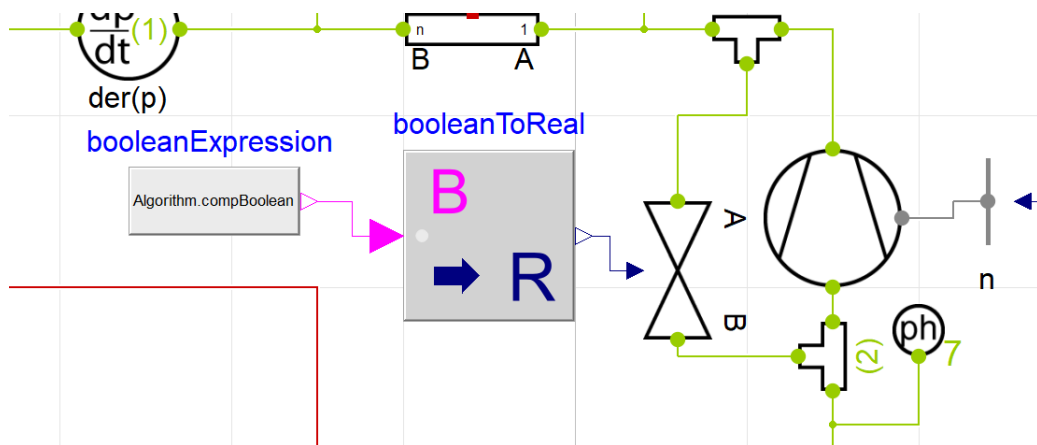 dp
dt
(1)
der(p)
n
1
B
A
booleanExpression
Algorithm.compBoolean
booleanToReal
B
R
A
B
n
(2)
ph
7